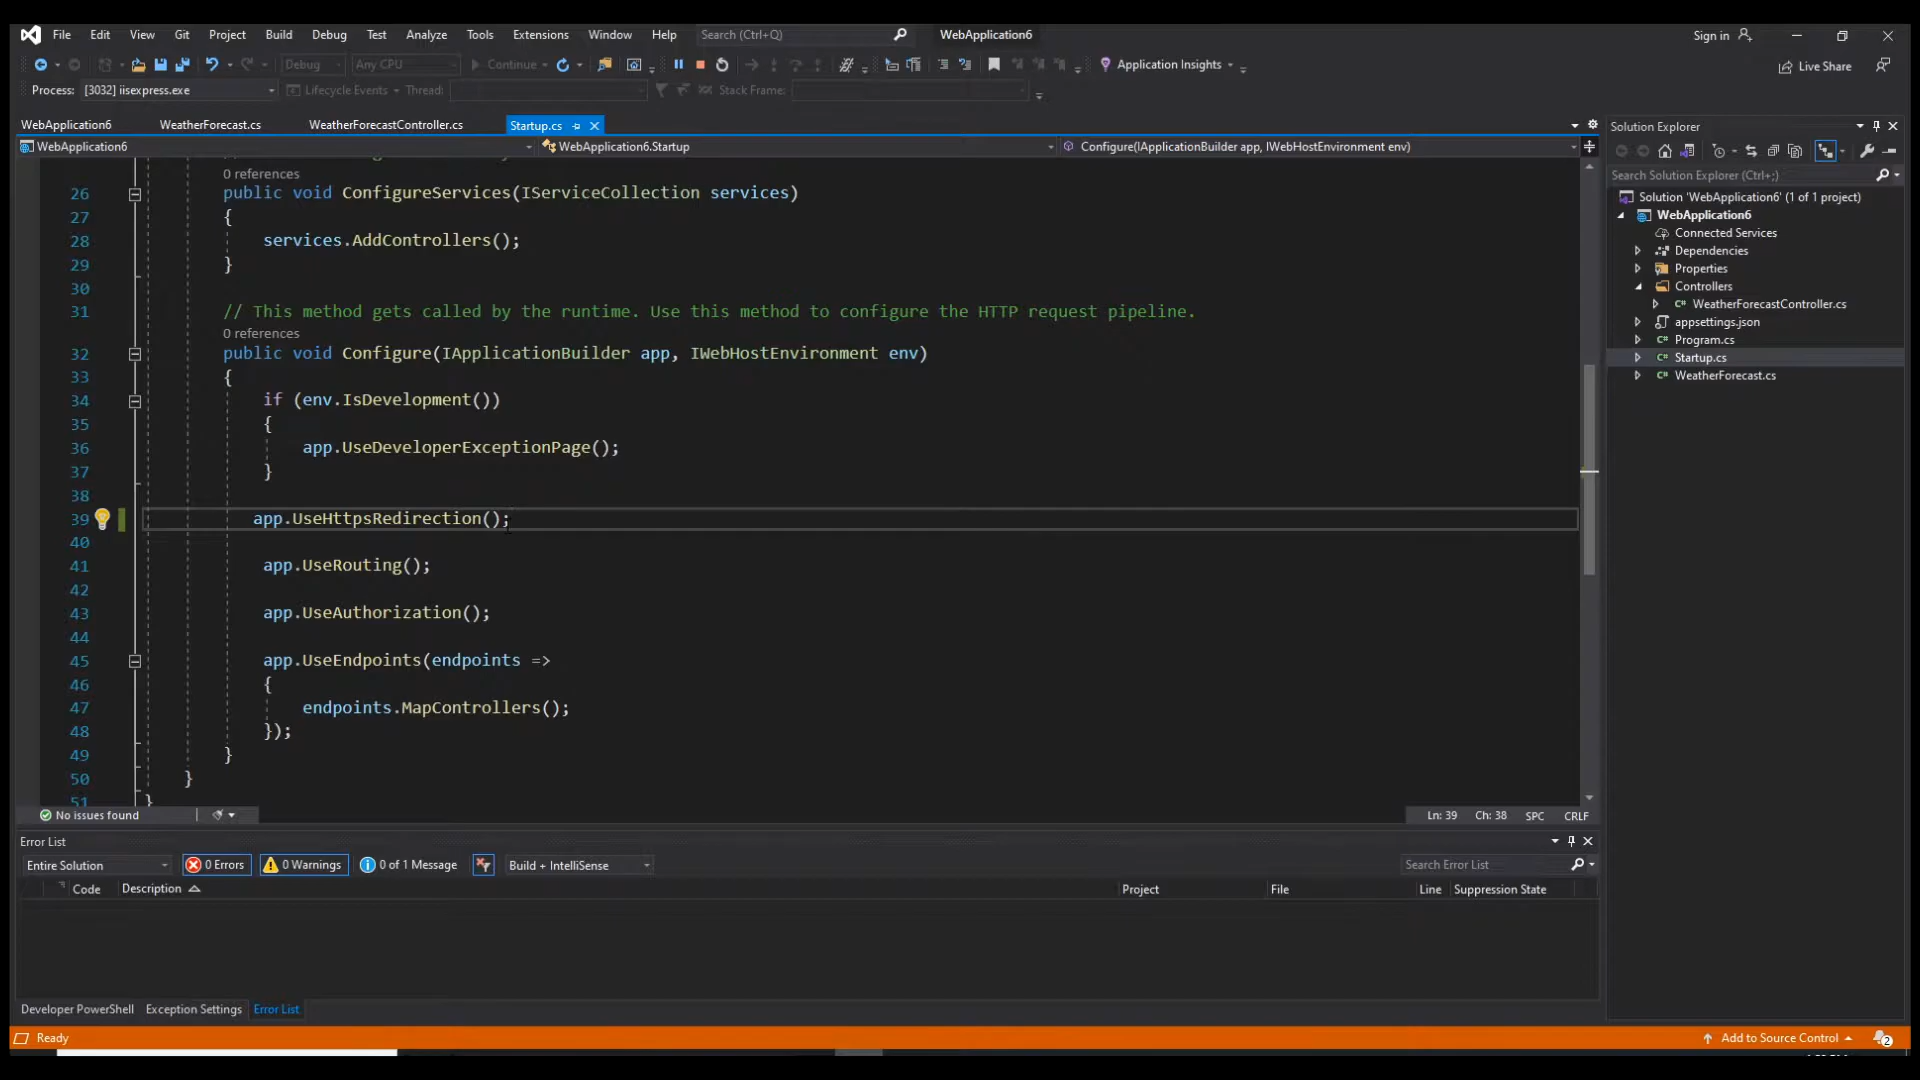 File Edit View Git Project Build Debug Test Analyze Tools Extensions Window Help Search (Ctrl+Q) WebApplication6 Sign in
Debug Any CPU Continue Application Insights Live Share
Process: [3032] iisexpress.exe Lifecycle Events Thread: Stack Frame:
WebApplication6 WeatherForecast.cs WeatherForecastController.cs Startup.cs
WebApplication6 WebApplication6.Startup Configure(IApplicationBuilder app, IWebHostEnvironment env)
0 references
26 public void ConfigureServices(IServiceCollection services)
27 {
28 services.AddControllers();
29 }
30
31 // This method gets called by the runtime. Use this method to configure the HTTP request pipeline.
0 references
32 public void Configure(IApplicationBuilder app, IWebHostEnvironment env)
33 {
34 if (env.IsDevelopment())
35 {
36 app.UseDeveloperExceptionPage();
37 }
38
39 app.UseHttpsRedirection();
40
41 app.UseRouting();
42
43 app.UseAuthorization();
44
45 app.UseEndpoints(endpoints =>
46 {
47 endpoints.MapControllers();
48 });
49 }
50 }
51 }
No issues found Ln: 39 Ch: 38 SPC CRLF
Solution Explorer
Search Solution Explorer (Ctrl+;)
Solution 'WebApplication6' (1 of 1 project)
WebApplication6
Connected Services
Dependencies
Properties
Controllers
C# WeatherForecastController.cs
appsettings.json
C# Program.cs
C# Startup.cs
C# WeatherForecast.cs
Error List
Entire Solution 0 Errors 0 Warnings 0 of 1 Message Build + IntelliSense Search Error List
Code Description Project File Line Suppression State
Developer PowerShell Exception Settings Error List
Ready Add to Source Control 2